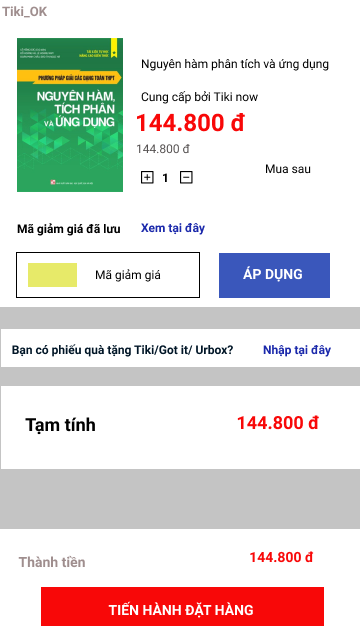 Tiki_OK
PHƯƠNG PHÁP GIẢI CÁC DẠNG TOÁN THPT
NGUYÊN HÀM,
TÍCH PHÂN
VÀ ỨNG DỤNG
Nguyên hàm phân tích và ứng dụng
Cung cấp bởi Tiki now
144.800 đ
144.800 đ
1
Mua sau
Mã giảm giá đã lưu
Xem tại đây
Mã giảm giá
ÁP DỤNG
Bạn có phiếu quà tặng Tiki/Got it/ Urbox?
Nhập tại đây
Tạm tính
144.800 đ
Thành tiền
144.800 đ
TIẾN HÀNH ĐẶT HÀNG